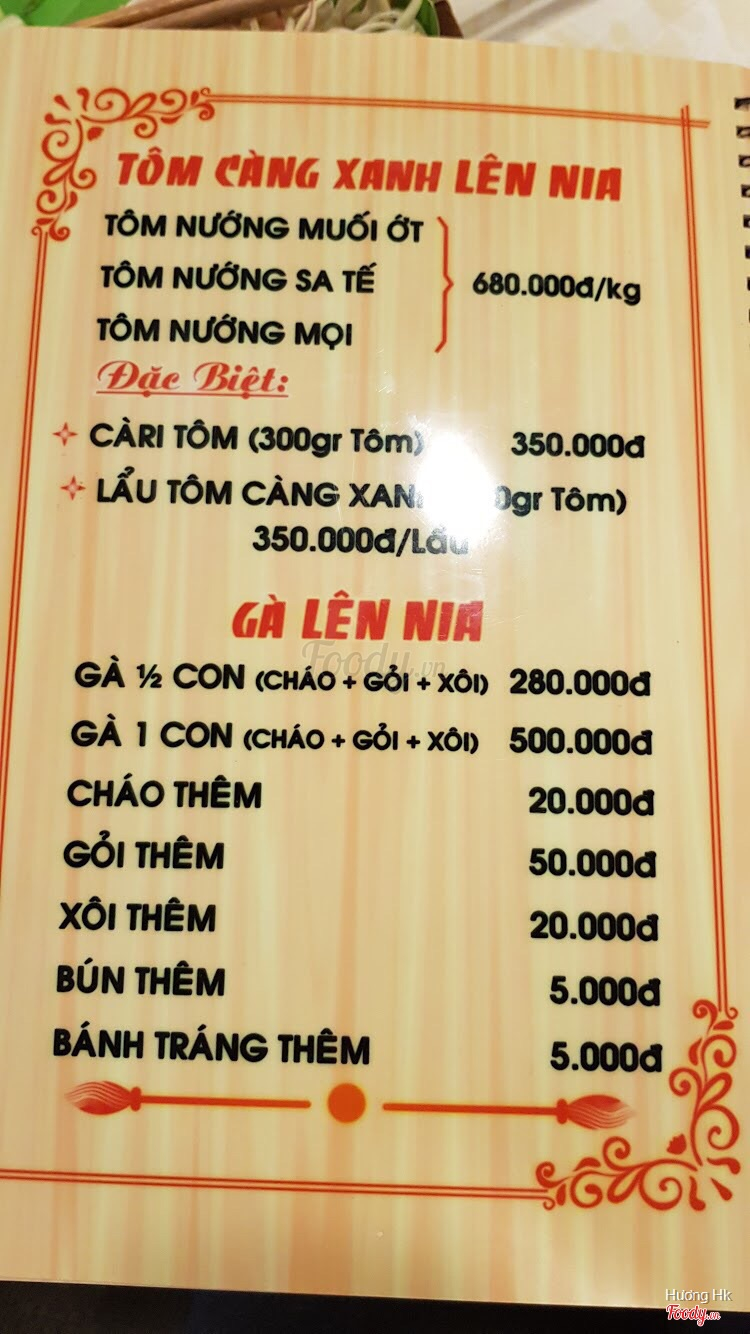 TÔM CÀNG XANH LÊN NIA
TÔM NƯỚNG MUỐI ỚT
TÔM NƯỚNG SA TẾ 680.000đ/kg
TÔM NƯỚNG MỌI
Đặc Biệt:
CÀRI TÔM (300gr Tôm) 350.000đ
LẨU TÔM CÀNG Tôm)
350.000đ/Lẩu
GÀ LÊN NIA
Foody.vn
GÀ ½ CON (CHÁO + GỎI + XÔI) 280.000đ
GÀ 1 CON (CHÁO + GỎI + XÔI) 500.000đ
CHÁO THÊM 20.000đ
GỎI THÊM 50.000đ
XÔI THÊM 20.000đ
BÚN THÊM 5.000đ
BÁNH TRÁNG THÊM 5.000đ
Hương Hk
Foody.vn